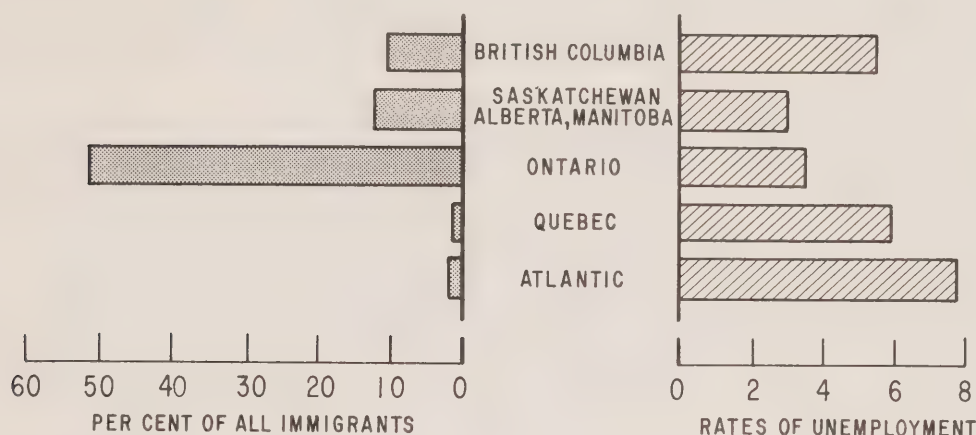 BRITISH COLUMBIA
SASKATCHEWAN
ALBERTA, MANITOBA
ONTARIO
QUEBEC
ATLANTIC
60 50 40 30 20 10 0
PER CENT OF ALL IMMIGRANTS
0 2 4 6 8
RATES OF UNEMPLOYMENT